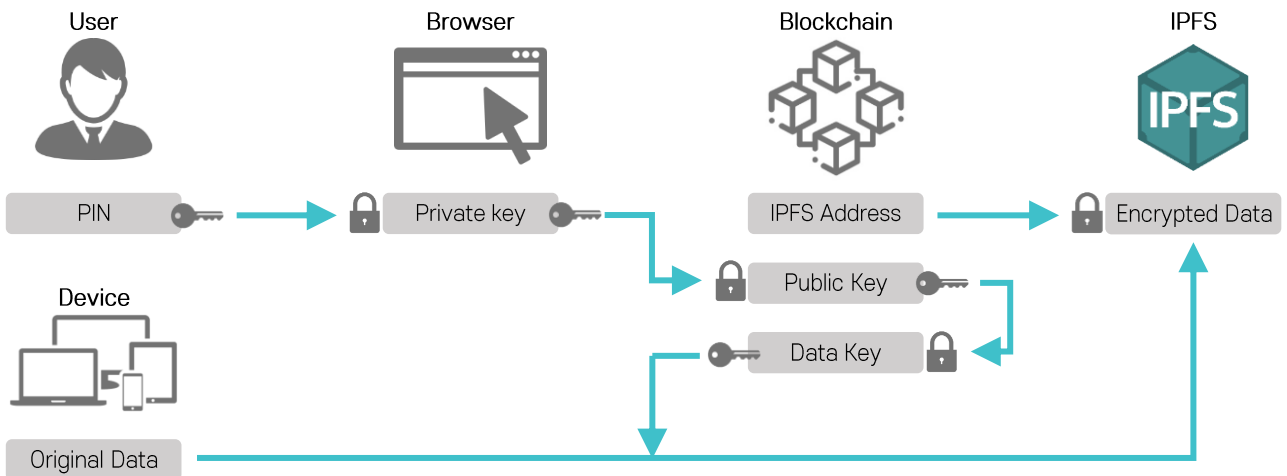 User
Browser
Blockchain
IPFS
IPFS
PIN
Private key
IPFS Address
Encrypted Data
Public Key
Device
Data Key
Original Data